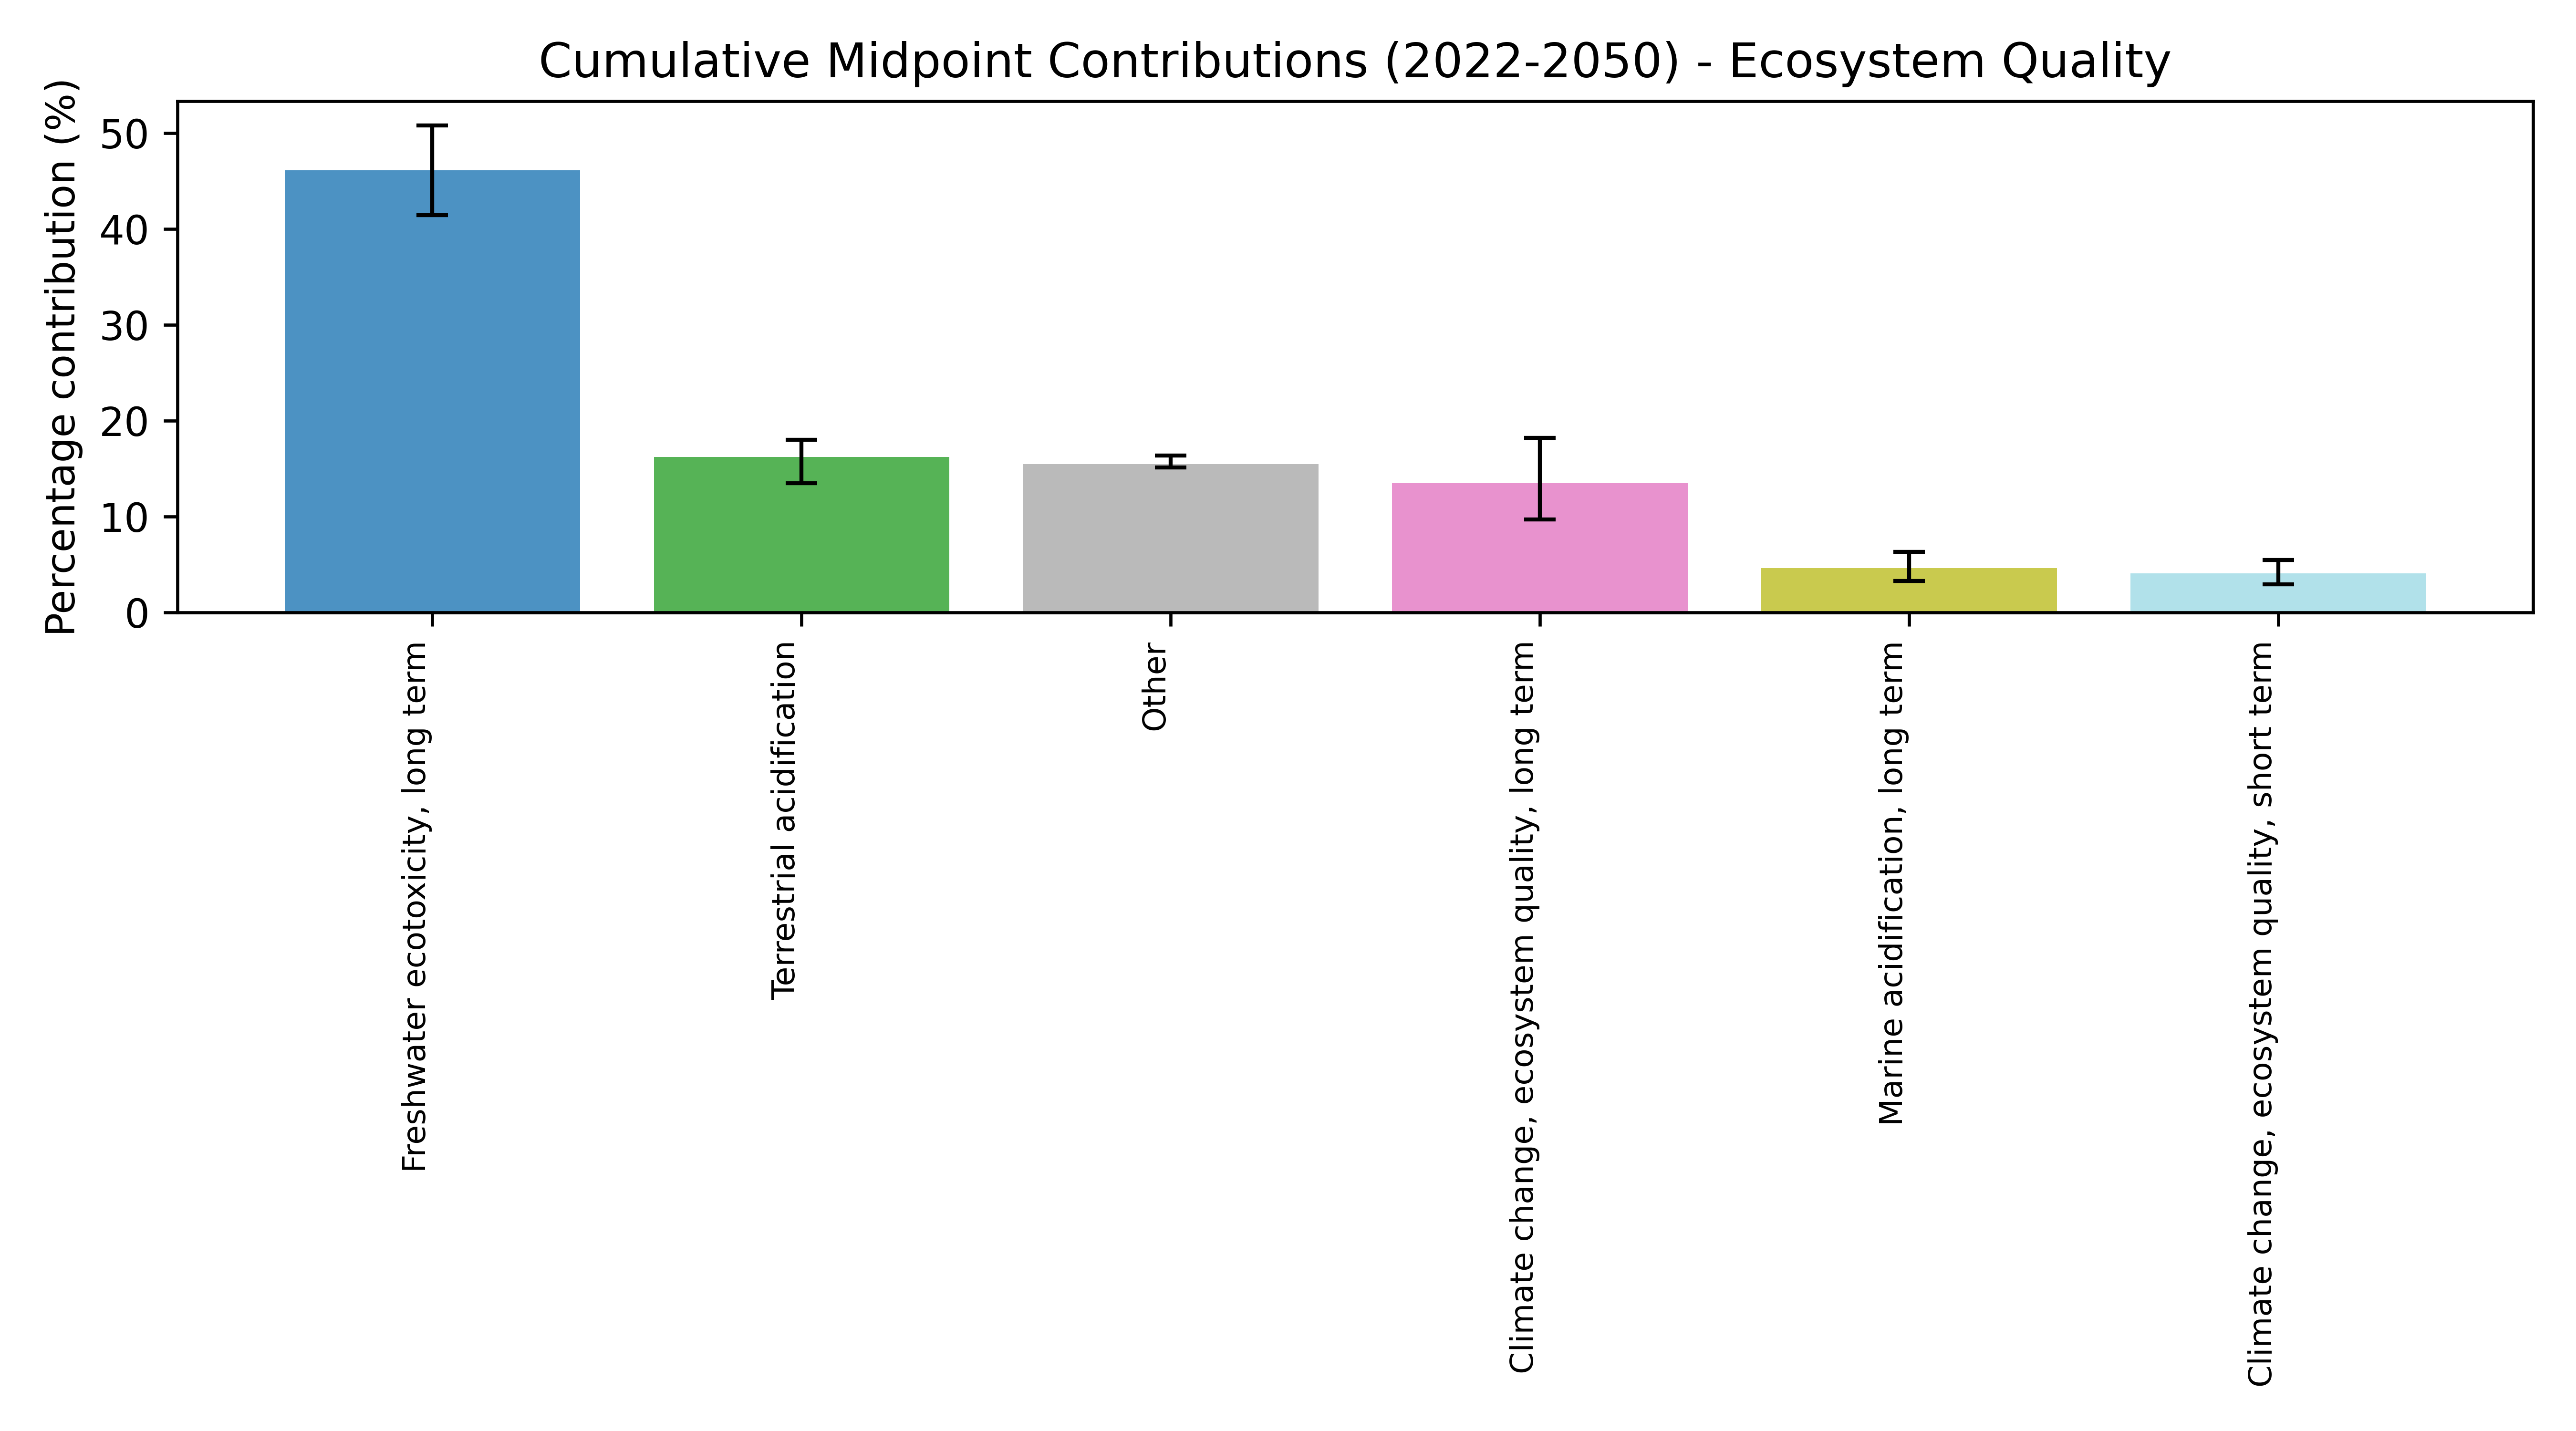 Cumulative Midpoint Contributions (2022-2050) - Ecosystem Quality
Percentage contribution (%)
50
40
30
20
10
0
Freshwater ecotoxicity, long term
Terrestrial acidification
Other
Climate change, ecosystem quality, long term
Marine acidification, long term
Climate change, ecosystem quality, short term